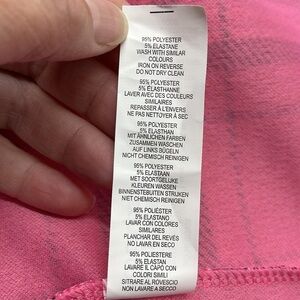 95% POLYESTER
5% ELASTANE
WASH WITH SIMILAR
COLOURS
IRON ON REVERSE
DO NOT DRY CLEAN
95% POLYESTER
5% ÉLASTHANNE
LAVER AVEC DES COULEURS
SIMILAIRES
REPASSER À L'ENVERS
NE PAS NETTOYER À SEC
95% POLYESTER
5% ELASTHAN
MIT ÄHNLICHEN FARBEN
ZUSAMMEN WASCHEN
AUF LINKS BÜGELN
NICHT CHEMISCH REINIGEN
95% POLYESTER
5% ELASTAAN
MET SOORTGELIJKE
KLEUREN WASSEN
BINNENSTEBUITEN STRIJKEN
NIET CHEMISCH REINIGEN
95% POLIÉSTER
5% ELASTANO
LAVAR CON COLORES
SIMILARES
PLANCHAR DEL REVÉS
NO LAVAR EN SECO
95% POLIESTERE
5% ELASTAN
LAVARE IL CAPO CON
COLORI SIMILI
STIRARE AL ROVESCIO
NON LAVARE A SECCO